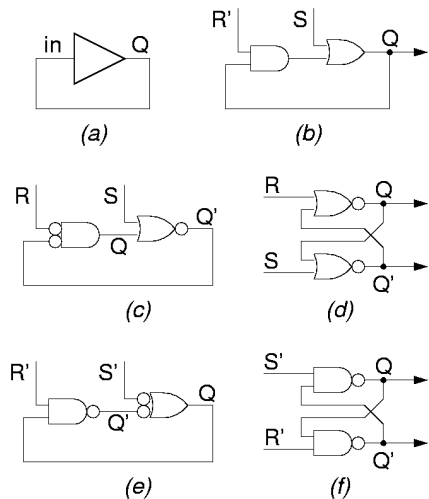 in Q
(a)
R' S Q
(b)
R S Q Q'
(c)
R Q
S Q'
(d)
R' S' Q' Q
(e)
S' Q
R' Q'
(f)